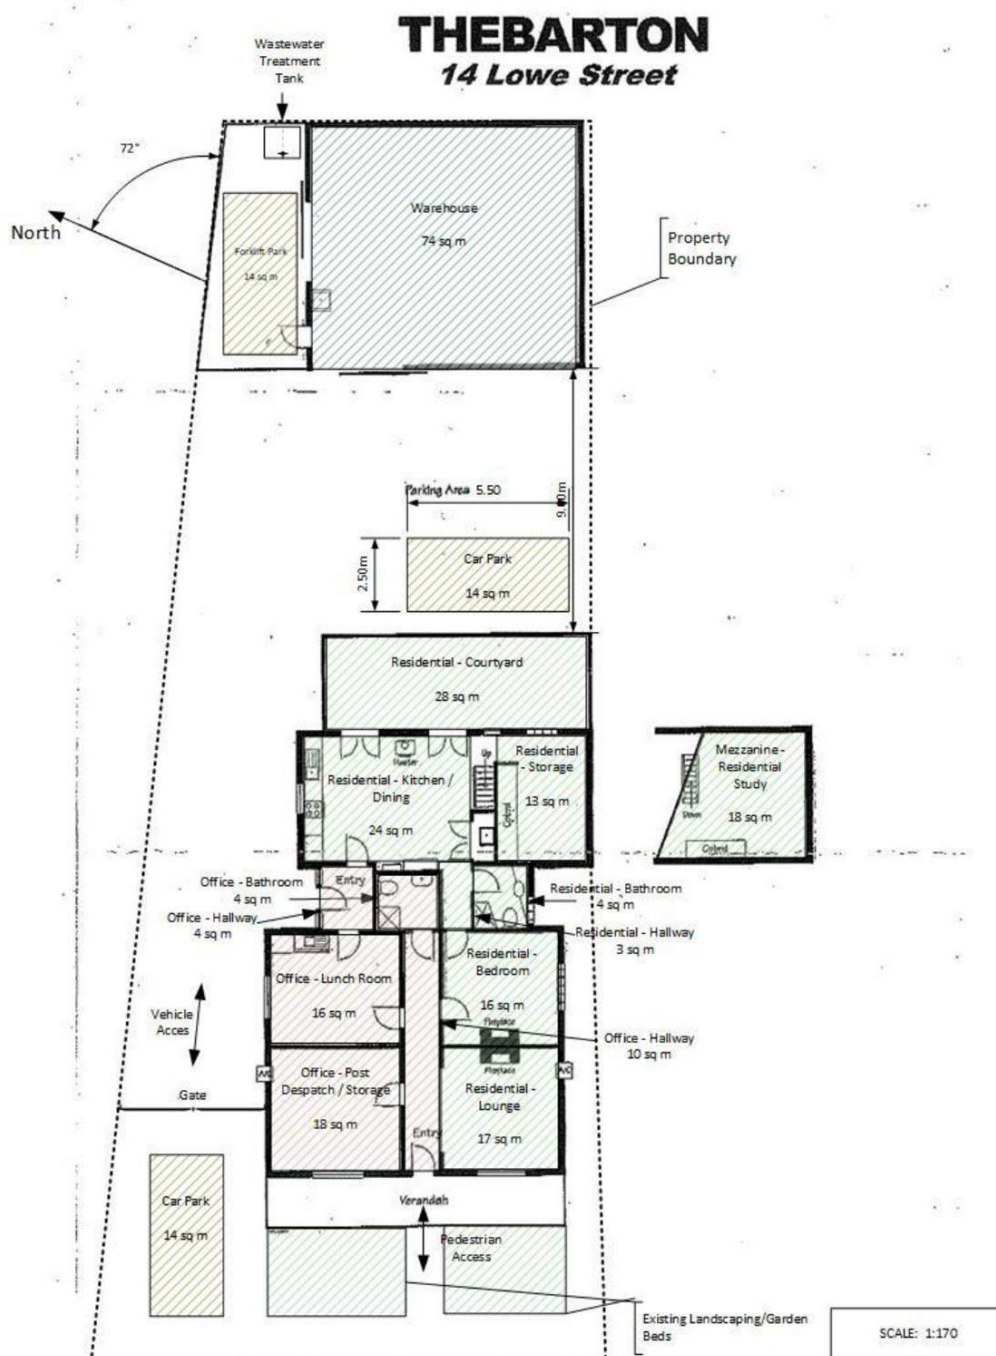 THEBARTON
14 Lowe Street
Wastewater
Treatment
Tank
72°
North
Warehouse
74 sq m
Property
Boundary
Forklift Park
14 sq m
Parking Area 5.50
2.50m
Car Park
14 sq m
Residential - Courtyard
28 sq m
Heater
Up
Residential
- Storage
13 sq m
Residential - Kitchen /
Dining
24 sq m
Mezzanine -
Residential
Study
18 sq m
Down
Entry
Office - Bathroom
4 sq m
Office - Hallway
4 sq m
Residential - Bathroom
4 sq m
Residential - Hallway
3 sq m
Office - Lunch Room
16 sq m
Residential -
Bedroom
16 sq m
Fireplace
Fireplace
Office - Hallway
10 sq m
Vehicle
Acces
Gate
A/C
A/C
Office - Post
Despatch / Storage
18 sq m
Residential -
Lounge
17 sq m
Entry
Car Park
14 sq m
Verandah
Pedestrian
Access
Existing Landscaping/Garden
Beds
SCALE: 1:170